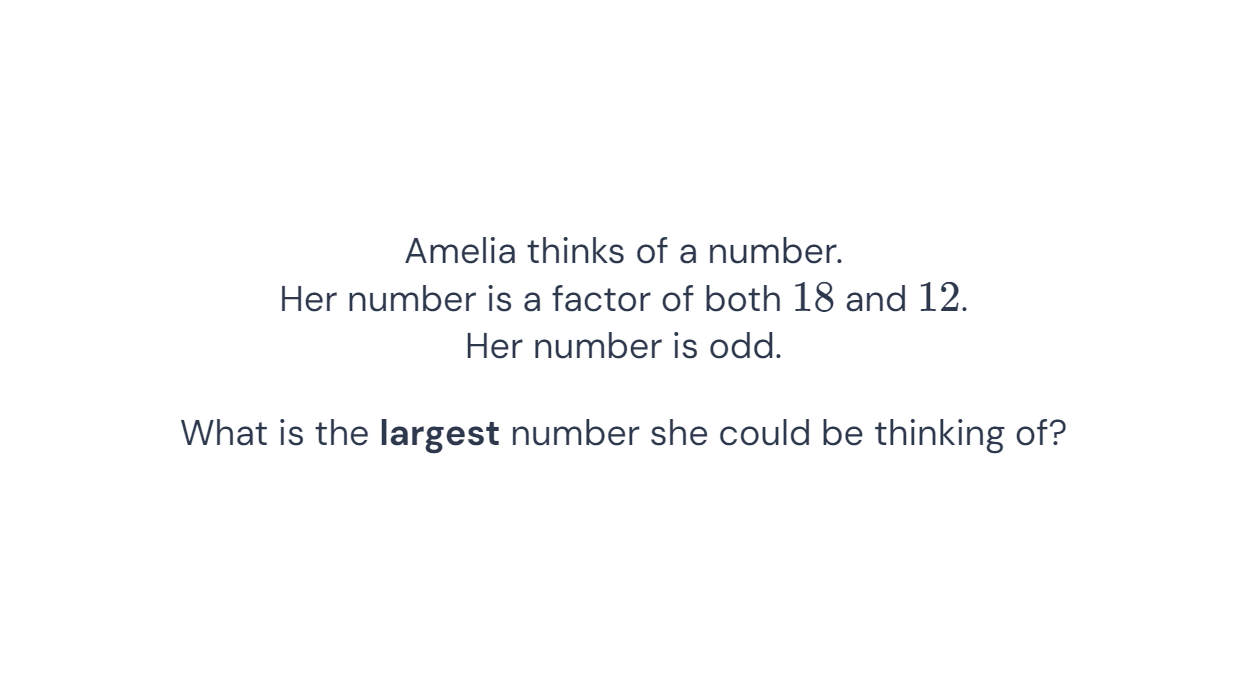 Amelia thinks of a number.
Her number is a factor of both 18 and 12.
Her number is odd.
What is the largest number she could be thinking of?